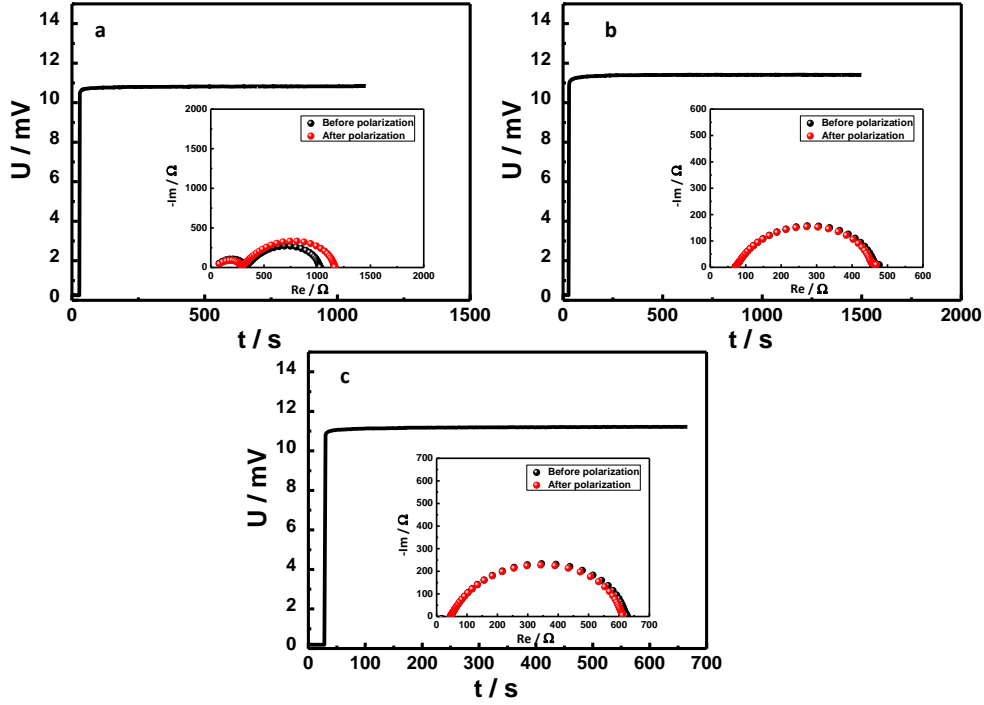 a
U / mV
14
12
10
8
6
4
2
0
0 500 1000 1500
t / s
Before polarization
After polarization
-Im / Ω
2000
1750
1500
1250
1000
750
500
250
0
500 1000 1500 2000
Re / Ω
b
U / mV
14
12
10
8
6
4
2
0
0 500 1000 1500 2000
t / s
Before polarization
After polarization
-Im / Ω
600
500
400
300
200
100
0
0 100 200 300 400 500 600
Re / Ω
c
U / mV
14
12
10
8
6
4
2
0
0 100 200 300 400 500 600 700
t / s
Before polarization
After polarization
-Im / Ω
700
600
500
400
300
200
100
0
0 100 200 300 400 500 600 700
Re / Ω